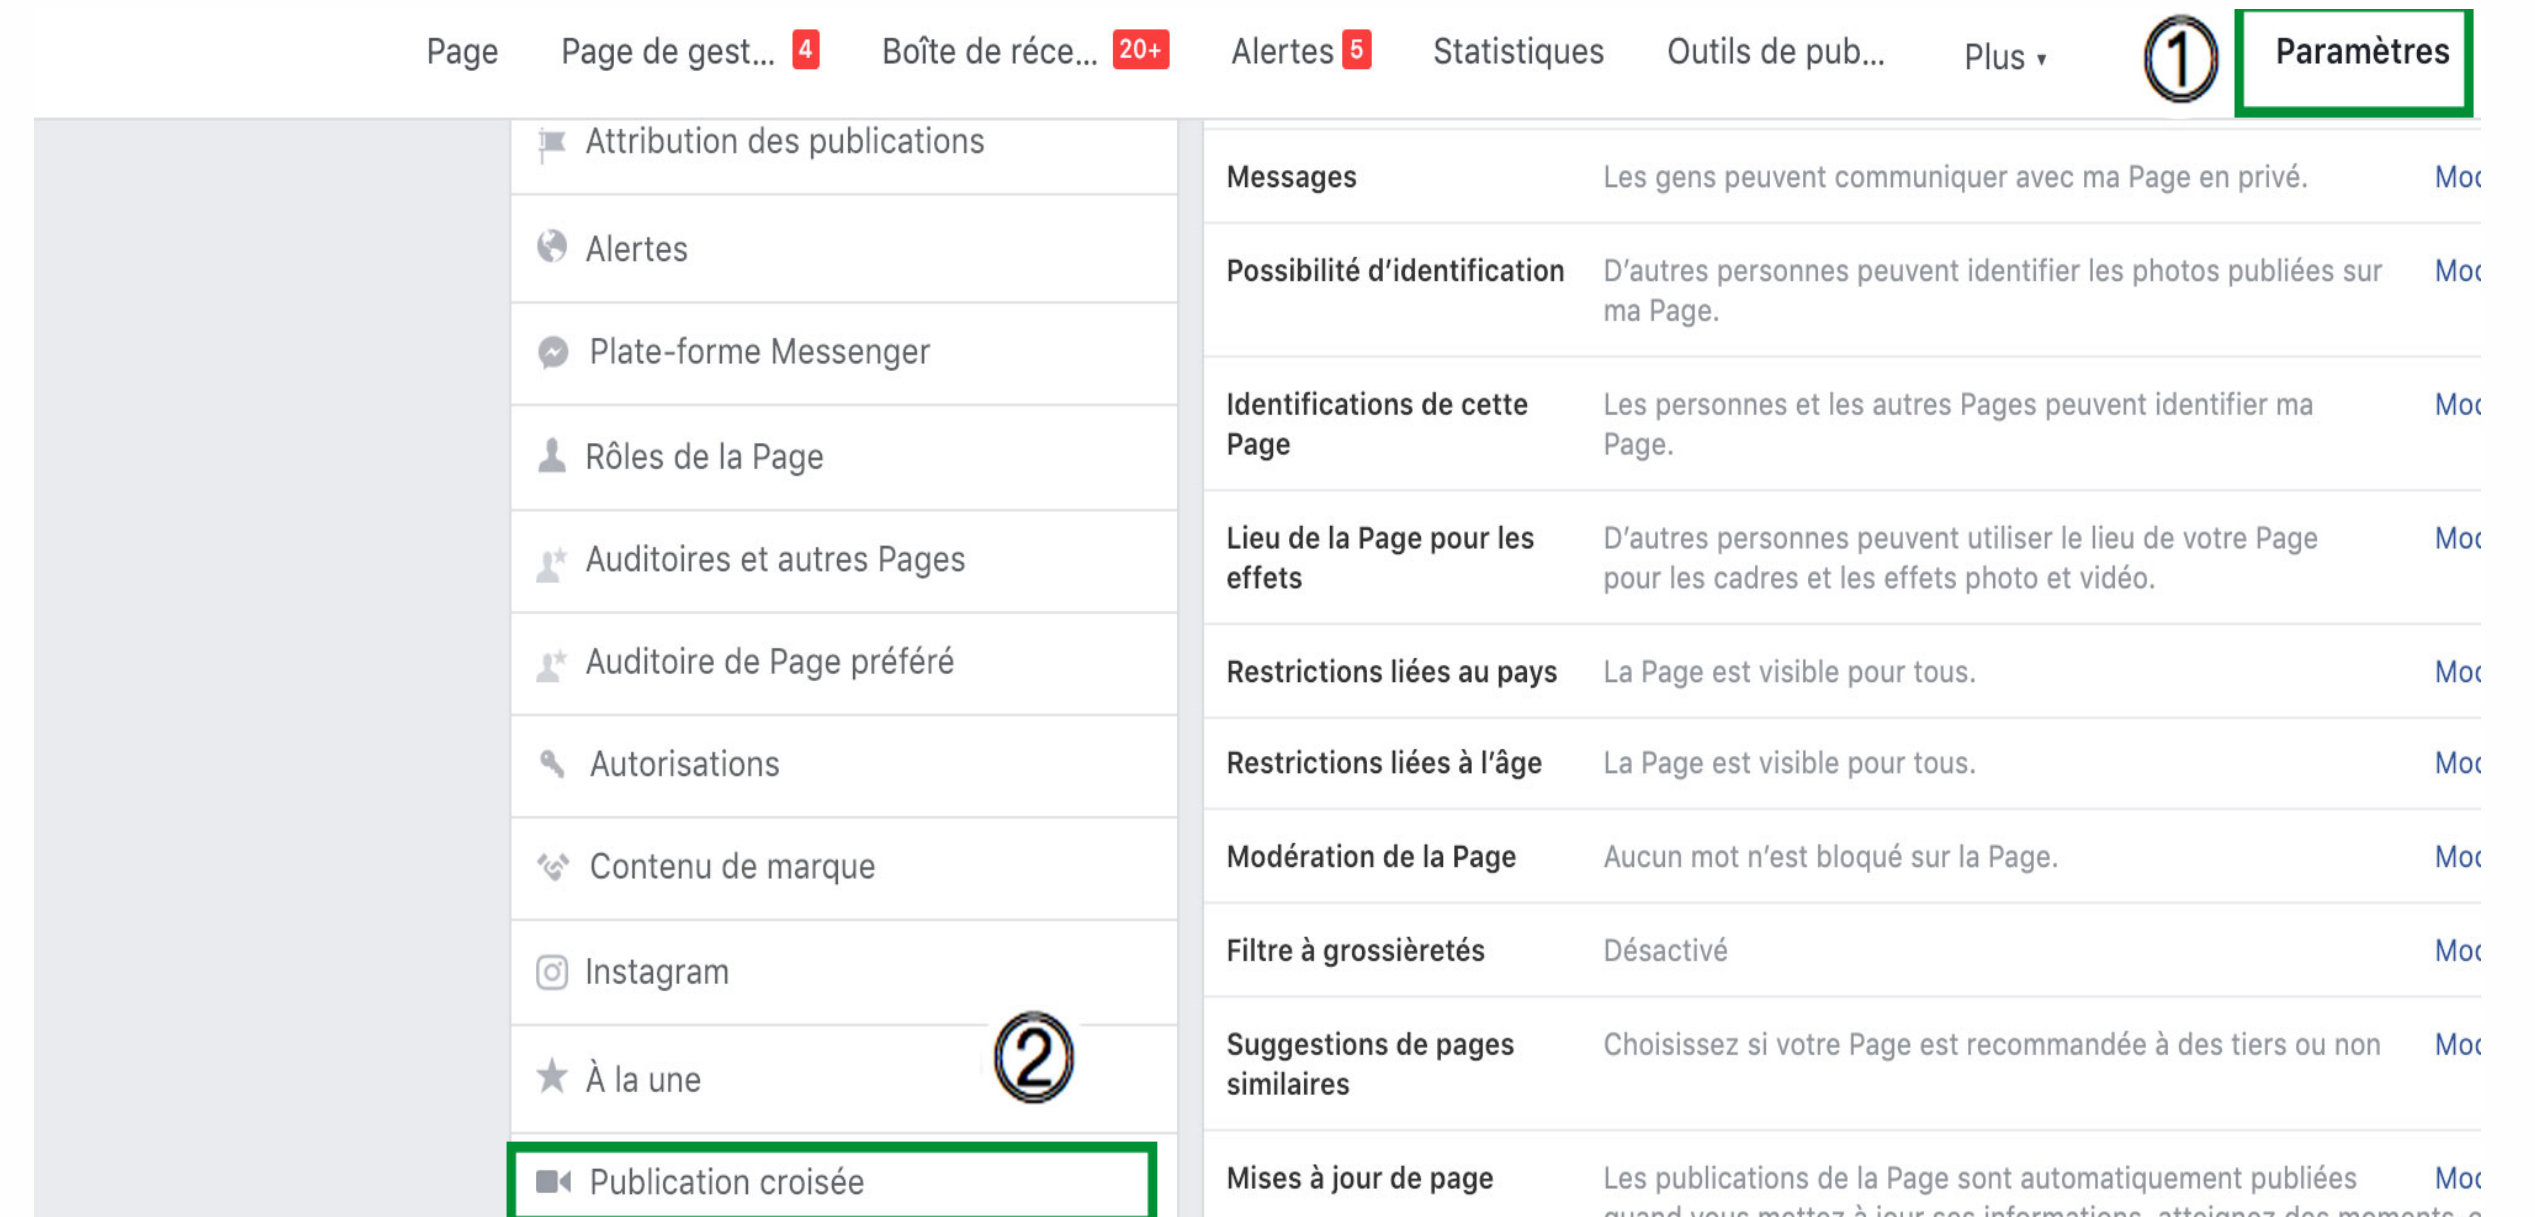 Page Page de gest... 4 Boîte de réce... 20+ Alertes 5 Statistiques Outils de pub... Plus ▾ 1 Paramètres
Attribution des publications
Alertes
Plate-forme Messenger
Rôles de la Page
Auditoires et autres Pages
Auditoire de Page préféré
Autorisations
Contenu de marque
Instagram
2
À la une
Publication croisée
Messages Les gens peuvent communiquer avec ma Page en privé.
Possibilité d'identification D'autres personnes peuvent identifier les photos publiées sur
ma Page.
Identifications de cette Les personnes et les autres Pages peuvent identifier ma
Page Page.
Lieu de la Page pour les D'autres personnes peuvent utiliser le lieu de votre Page
effets pour les cadres et les effets photo et vidéo.
Restrictions liées au pays La Page est visible pour tous.
Restrictions liées à l'âge La Page est visible pour tous.
Modération de la Page Aucun mot n'est bloqué sur la Page.
Filtre à grossièretés Désactivé
Suggestions de pages Choisissez si votre Page est recommandée à des tiers ou non
similaires
Mises à jour de page Les publications de la Page sont automatiquement publiées